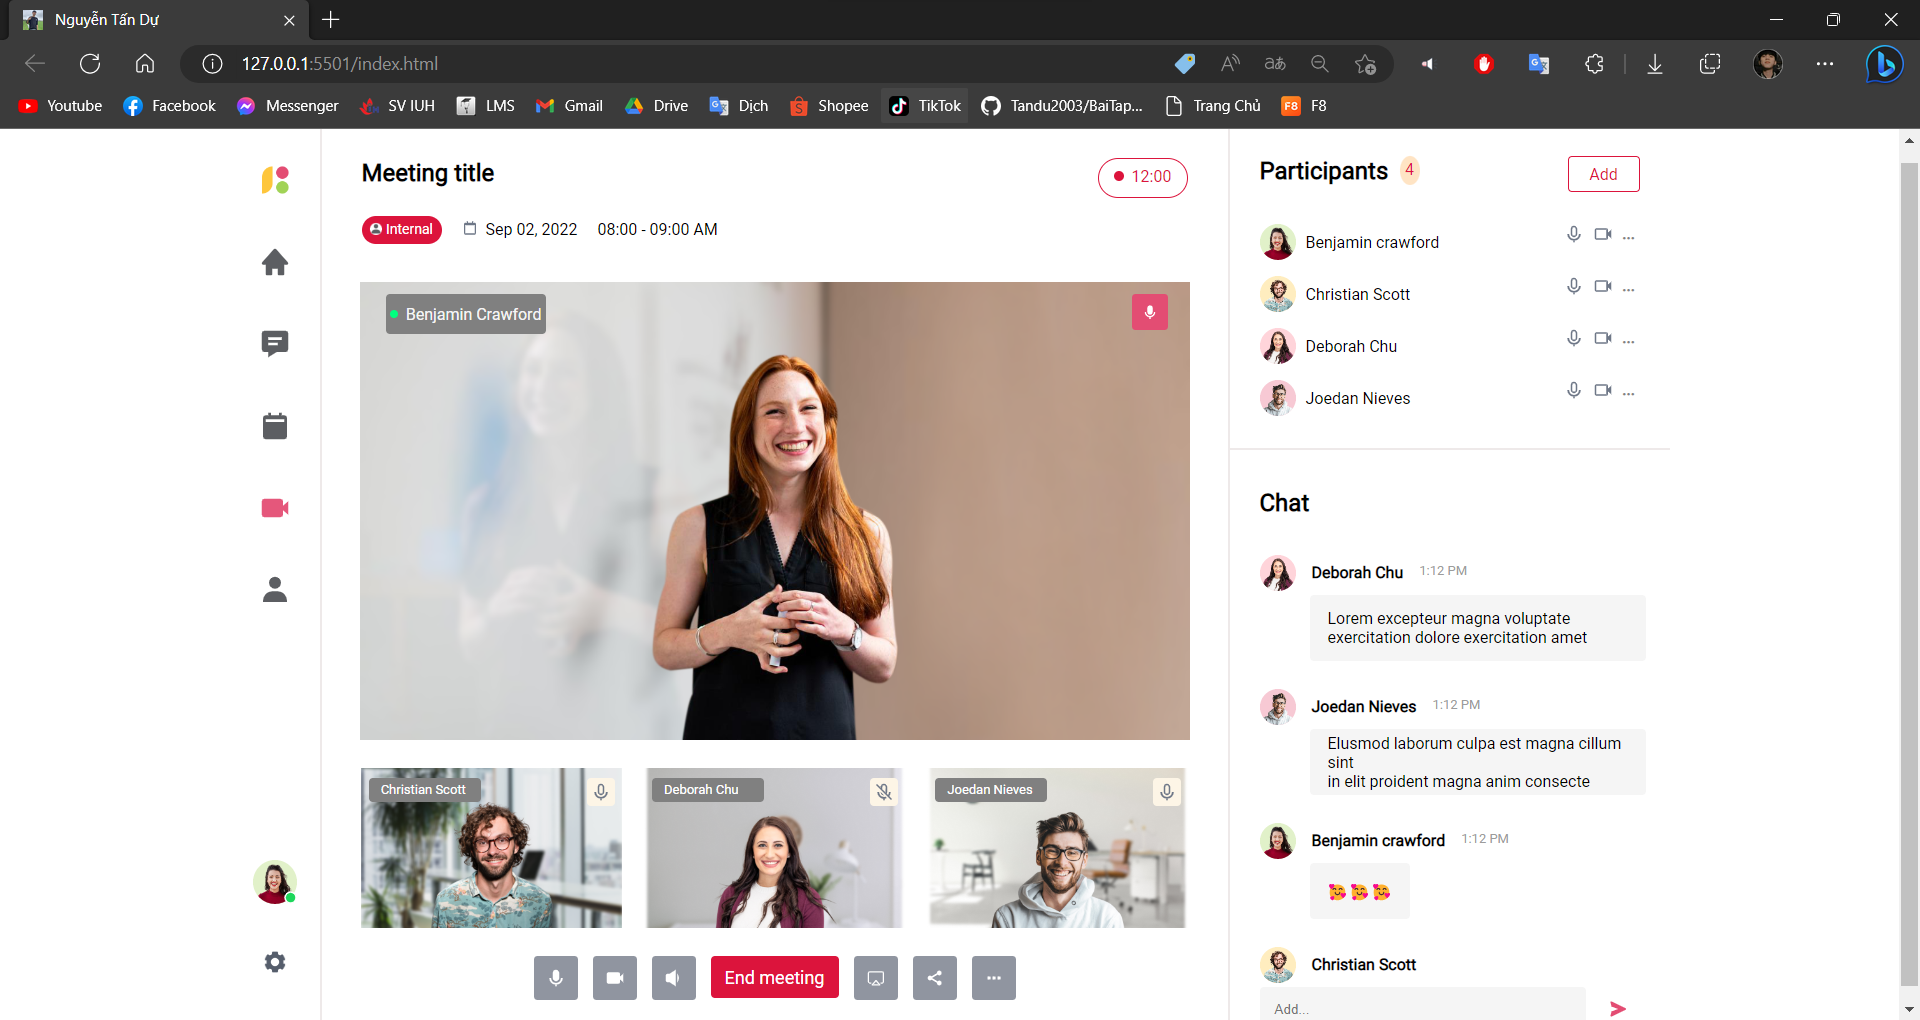 Nguyễn Tấn Dự
127.0.0.1:5501/index.html
Youtube Facebook Messenger SV IUH LMS Gmail Drive Dịch Shopee TikTok Tandu2003/BaiTap... Trang Chủ F8 F8
Meeting title
12:00
Internal Sep 02, 2022 08:00 - 09:00 AM
Benjamin Crawford
Christian Scott
Deborah Chu
Joedan Nieves
End meeting
Participants 4
Add
Benjamin crawford
Christian Scott
Deborah Chu
Joedan Nieves
Chat
Deborah Chu 1:12 PM
Lorem excepteur magna voluptate
exercitation dolore exercitation amet
Joedan Nieves 1:12 PM
Elusmod laborum culpa est magna cillum
sint
in elit proident magna anim consecte
Benjamin crawford 1:12 PM
🥰🥰🥰
Christian Scott
Add...